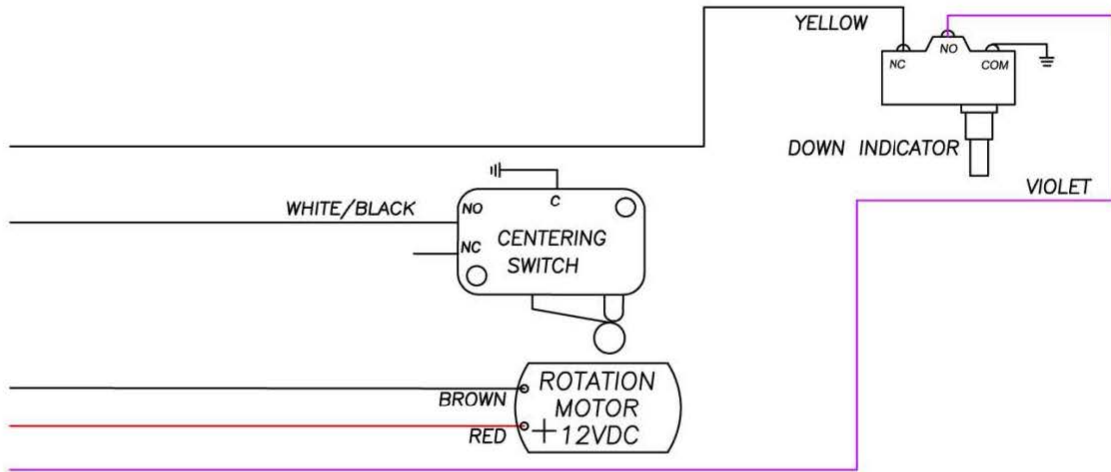 YELLOW
NC
NO
COM
DOWN INDICATOR
VIOLET
WHITE/BLACK
NO
C
NC
CENTERING
SWITCH
BROWN
RED
ROTATION
MOTOR
+12VDC